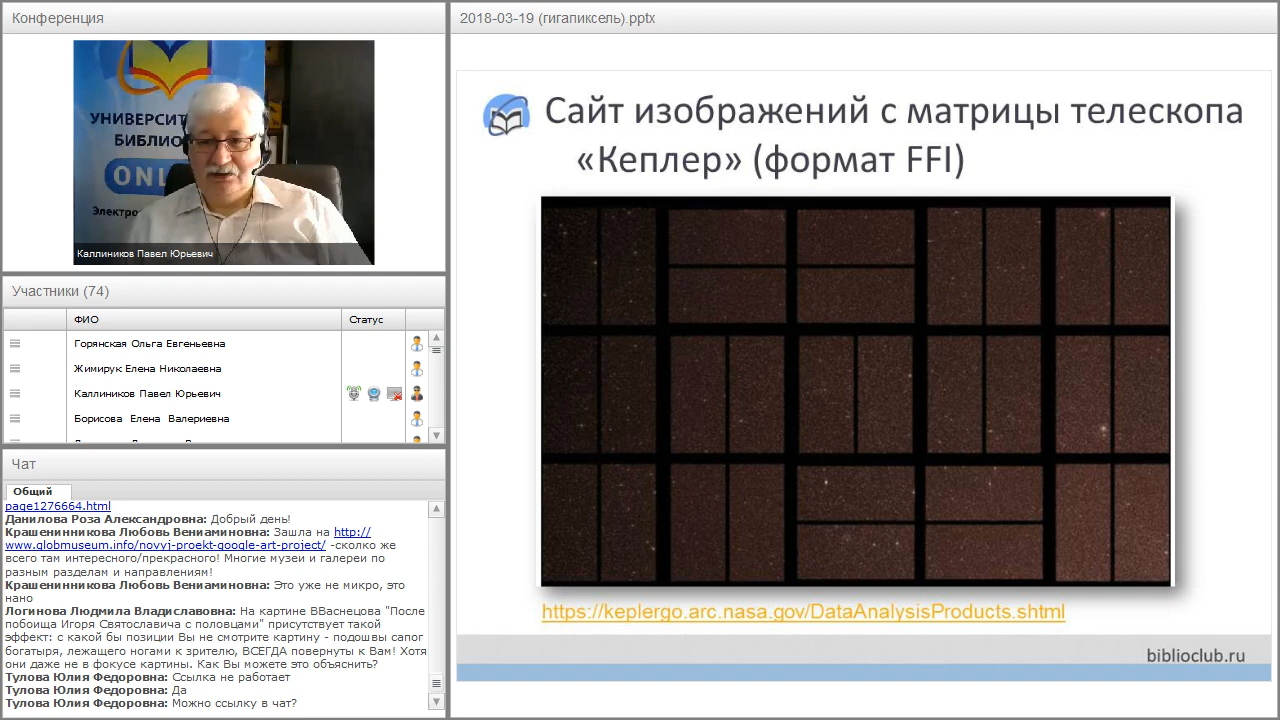 Конференция
УНИВЕРСИТ
БИБЛИО
ONL
Электро
Каллиников Павел Юрьевич
Участники (74)
ФИО
Статус
Горянская Ольга Евгеньевна
Жимирук Елена Николаевна
Каллиников Павел Юрьевич
Борисова Елена Валериевна
Чат
Общий
page1276664.html
Данилова Роза Александровна: Добрый день!
Крашенинникова Любовь Вениаминовна: Зашла на http://
www.globmuseum.info/novyj-proekt-google-art-project/ -сколко же
всего там интересного/прекрасного! Многие музеи и галереи по
разным разделам и направлениям!
Крашенинникова Любовь Вениаминовна: Это уже не микро, это
нано
Логинова Людмила Владиславовна: На картине ВВаснецова "После
побоища Игоря Святославича с половцами" присутствует такой
эффект: с какой бы позиции Вы не смотрите картину - подошвы сапог
богатыря, лежащего ногами к зрителю, ВСЕГДА повернуты к Вам! Хотя
они даже не в фокусе картины. Как Вы можете это объяснить?
Тулова Юлия Федоровна: Ссылка не работает
Тулова Юлия Федоровна: Да
Тулова Юлия Федоровна: Можно ссылку в чат?
2018-03-19 (гигапиксель).pptx
Сайт изображений с матрицы телескопа
«Кеплер» (формат FFI)
https://keplergo.arc.nasa.gov/DataAnalysisProducts.shtml
biblioclub.ru